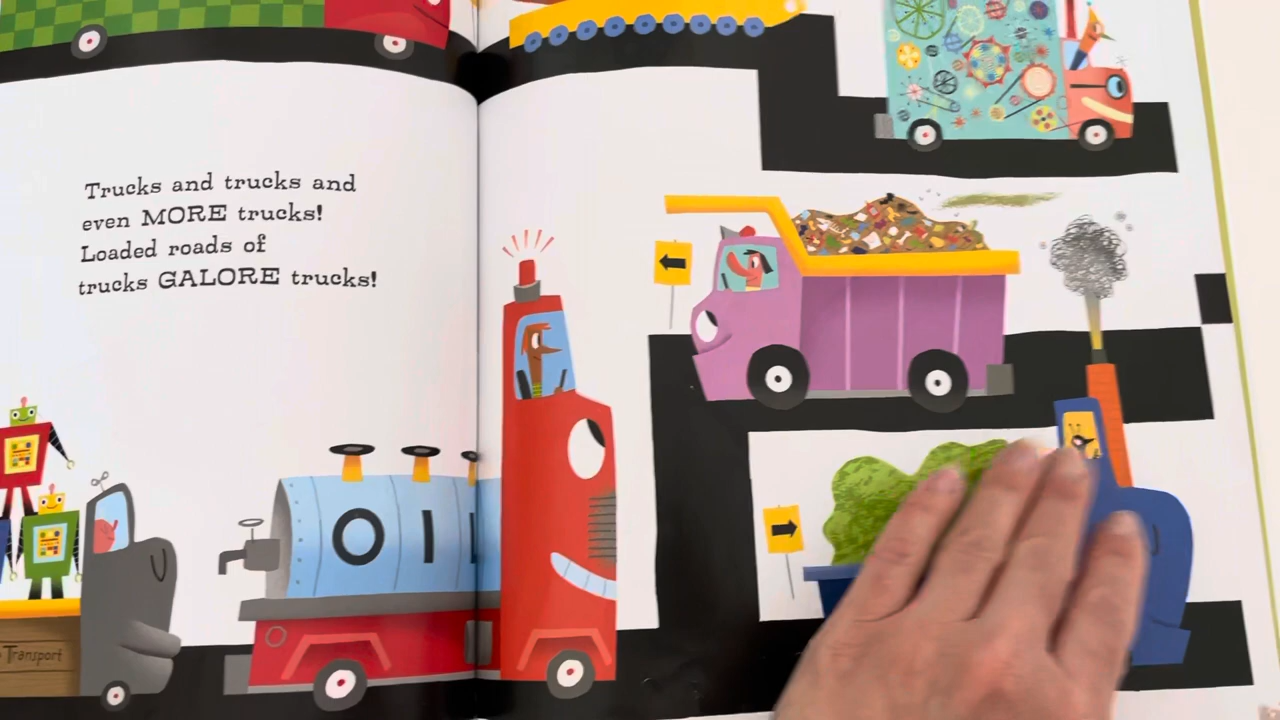 Trucks and trucks and
even MORE trucks!
Loaded roads of
trucks GALORE trucks!
OIL
Transport